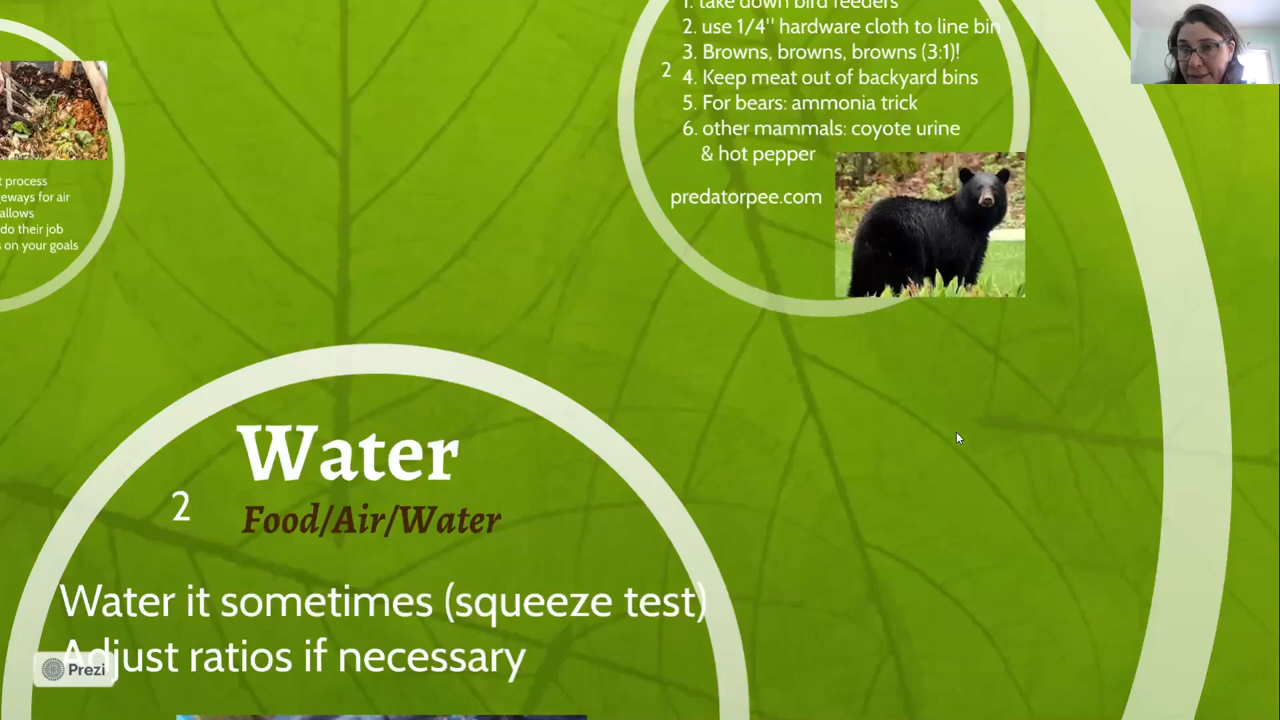 1. take down bird feeders
2. use 1/4" hardware cloth to line bin
3. Browns, browns, browns (3:1)!
2
4. Keep meat out of backyard bins
5. For bears: ammonia trick
6. other mammals: coyote urine
& hot pepper
predatorpee.com
t process
geways for air
allows
do their job
s on your goals
Water
2
Food/Air/Water
Water it sometimes (squeeze test)
Adjust ratios if necessary
Prezi